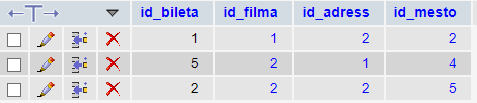 id_bileta id_filma id_adress id_mesto
1 1 2 2
5 2 1 4
2 2 2 5